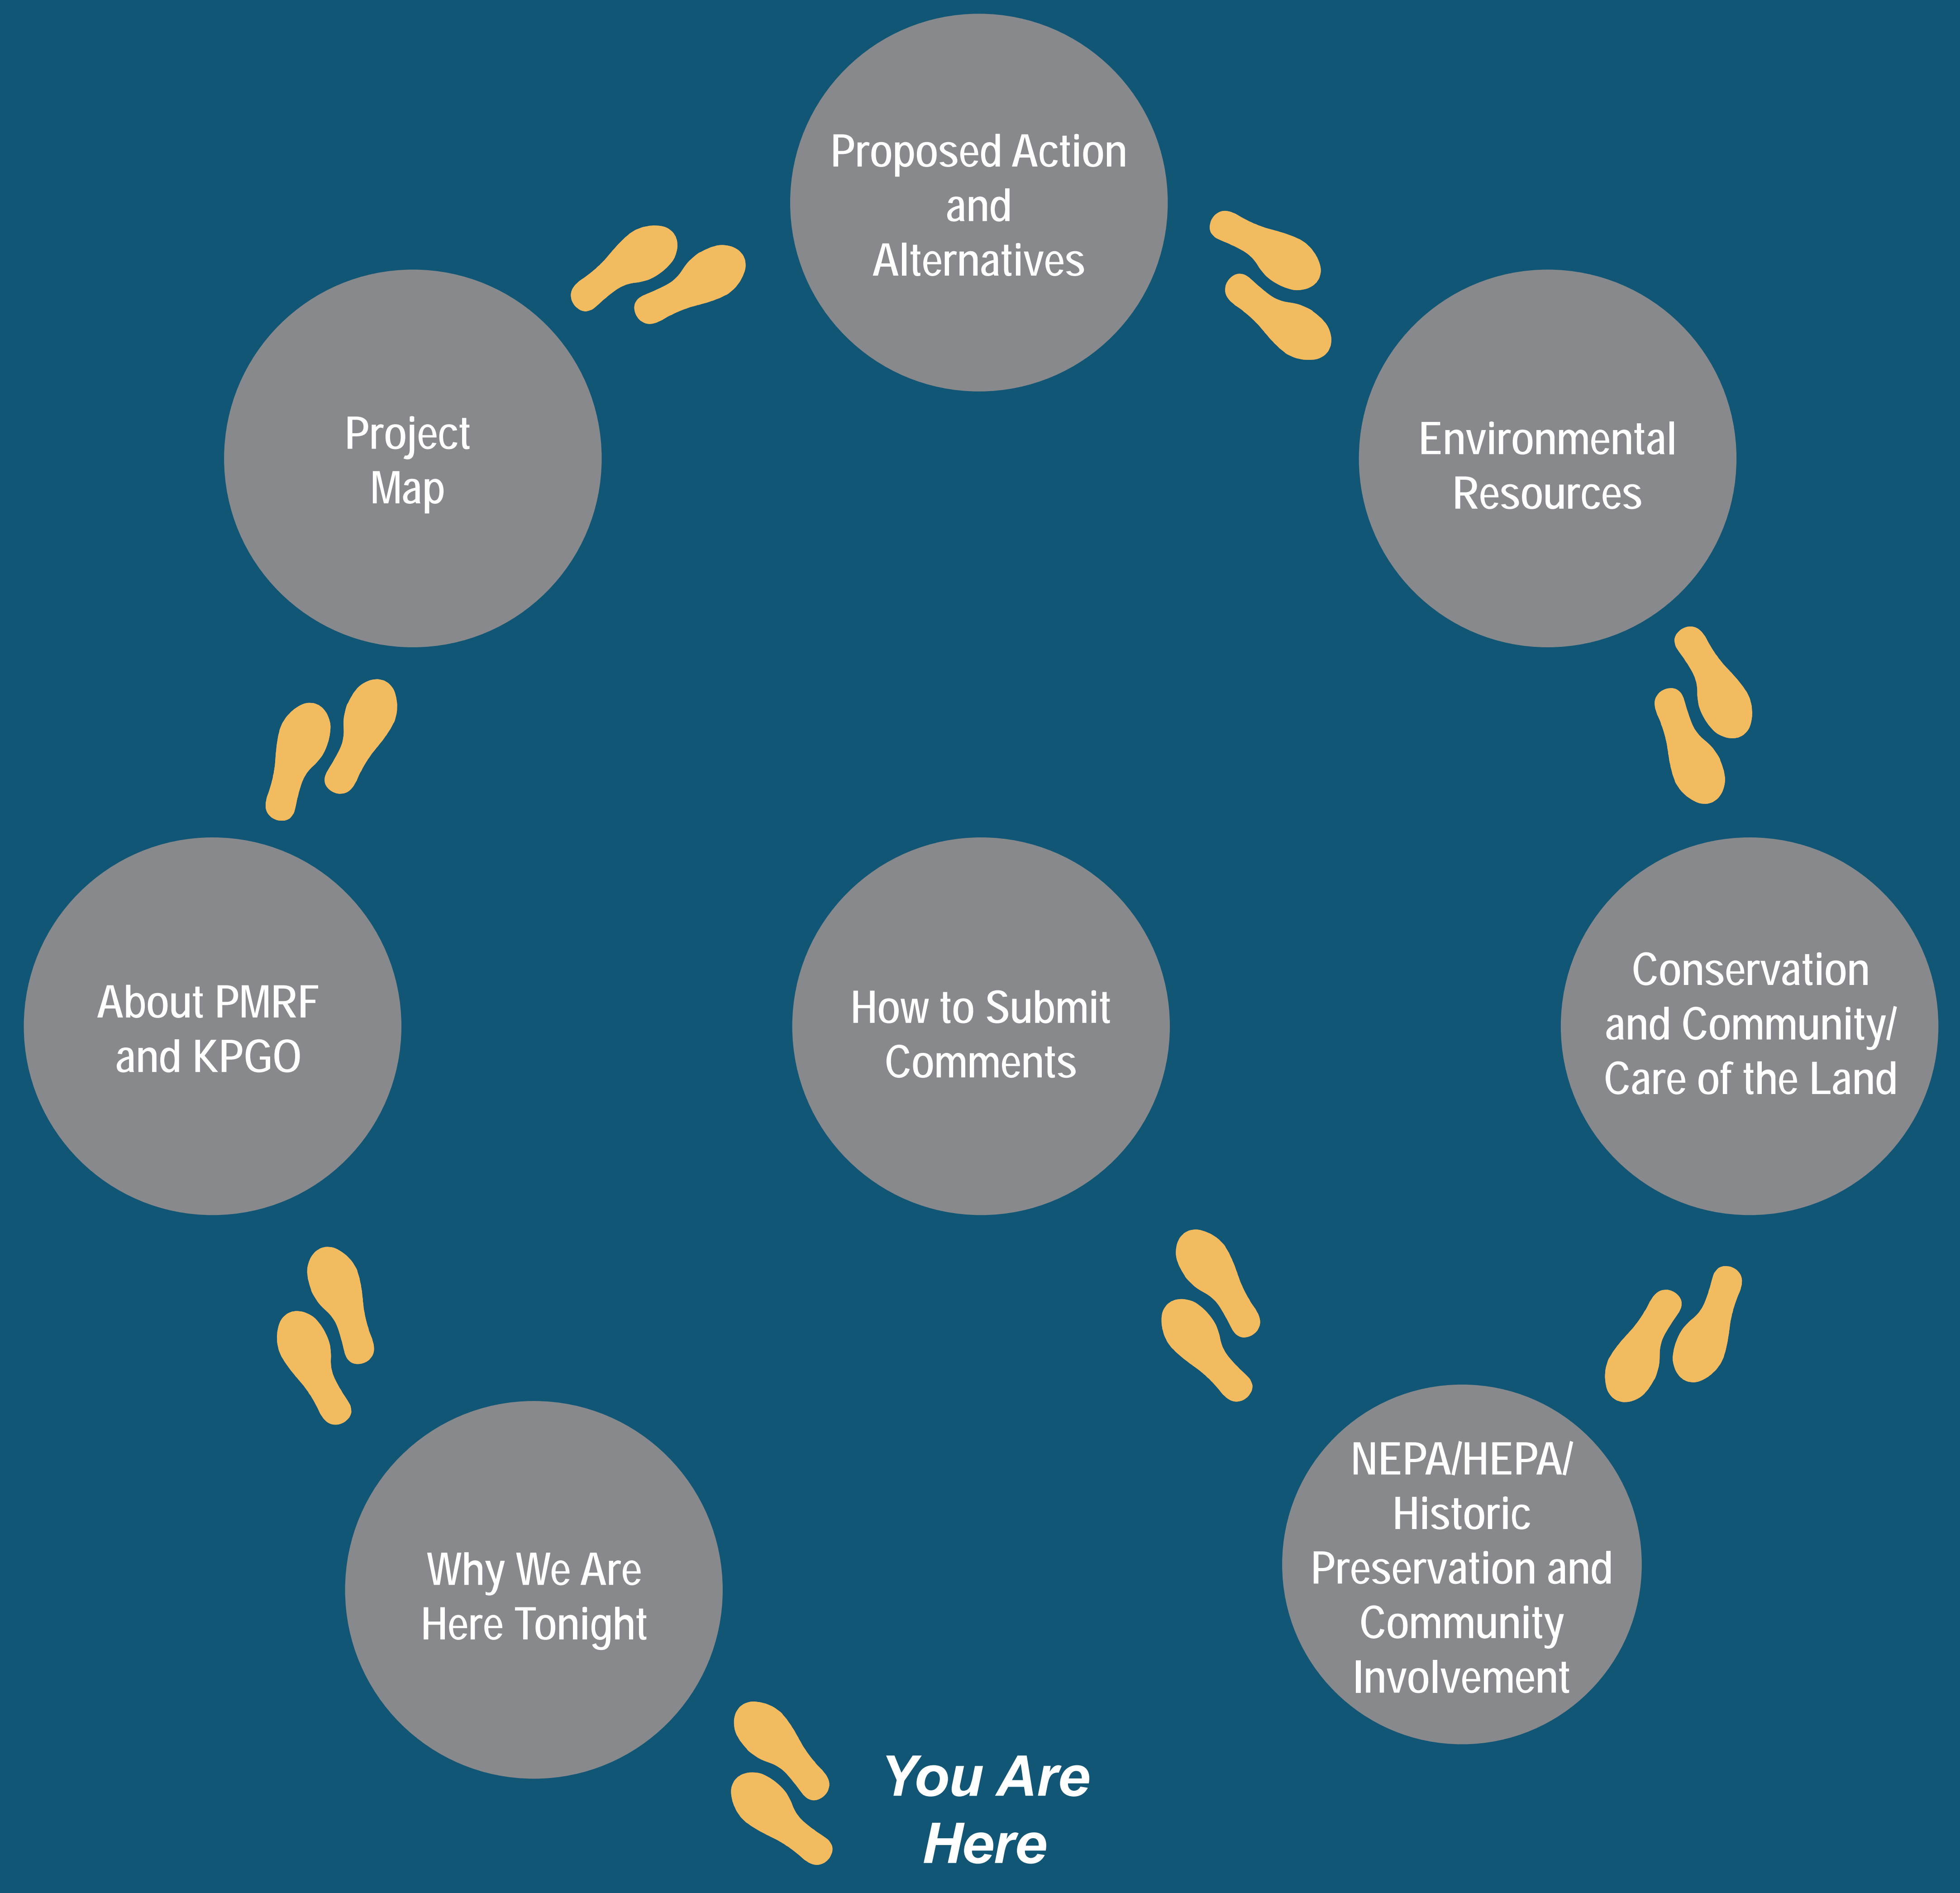 Proposed Action
and
Alternatives
Project
Map
Environmental
Resources
About PMRF
and KPGO
How to Submit
Comments
Conservation
and Community/
Care of the Land
Why We Are
Here Tonight
NEPA/HEPA/
Historic
Preservation and
Community
Involvement
You Are
Here